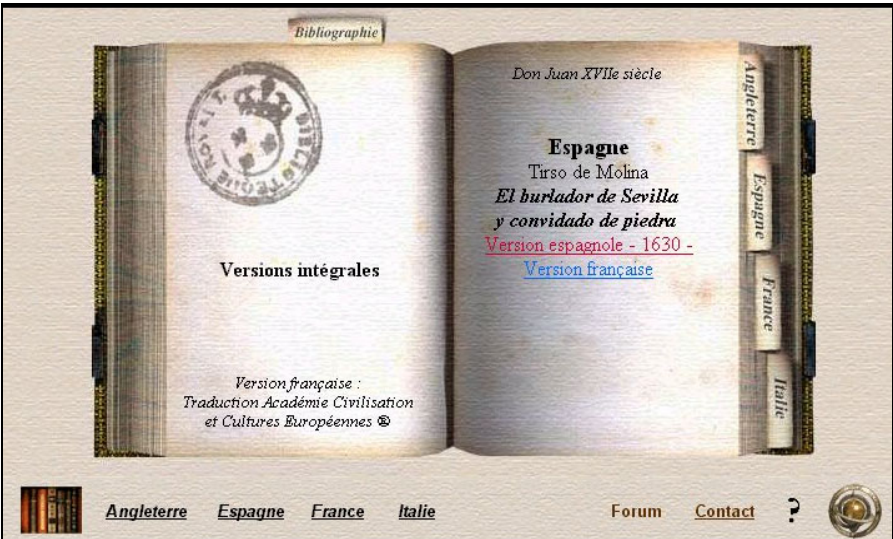 Bibliographie
BIBLIOTEQUE ROYALE
Versions intégrales
Version française :
Traduction Académie Civilisation
et Cultures Européennes ®
Don Juan XVIIe siècle
Espagne
Tirso de Molina
El burlador de Sevilla
y convidado de piedra
Version espagnole - 1630 -
Version française
Angleterre
Espagne
France
Italie
Angleterre Espagne France Italie Forum Contact ?